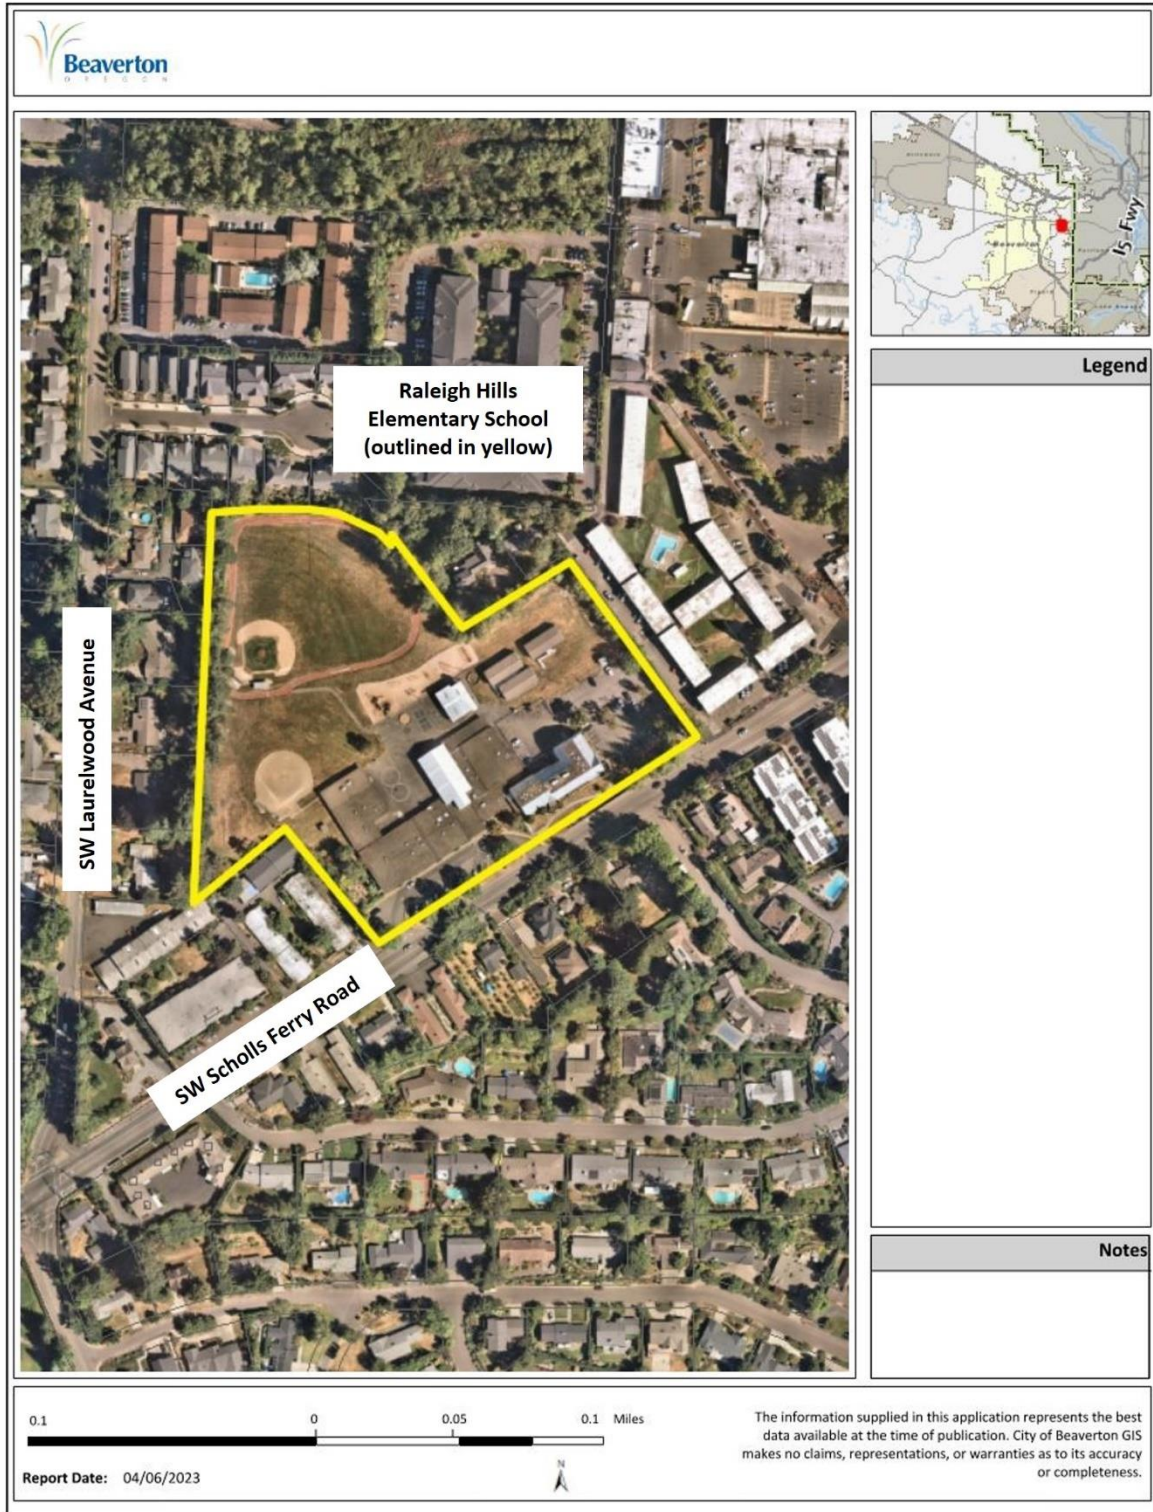 Beaverton
OREGON
I5 Fwy
Legend
Raleigh Hills
Elementary School
(outlined in yellow)
SW Laurelwood Avenue
SW Scholls Ferry Road
Notes
0.1 0 0.05 0.1 Miles
The information supplied in this application represents the best
data available at the time of publication. City of Beaverton GIS
makes no claims, representations, or warranties as to its accuracy
or completeness.
Report Date: 04/06/2023
N